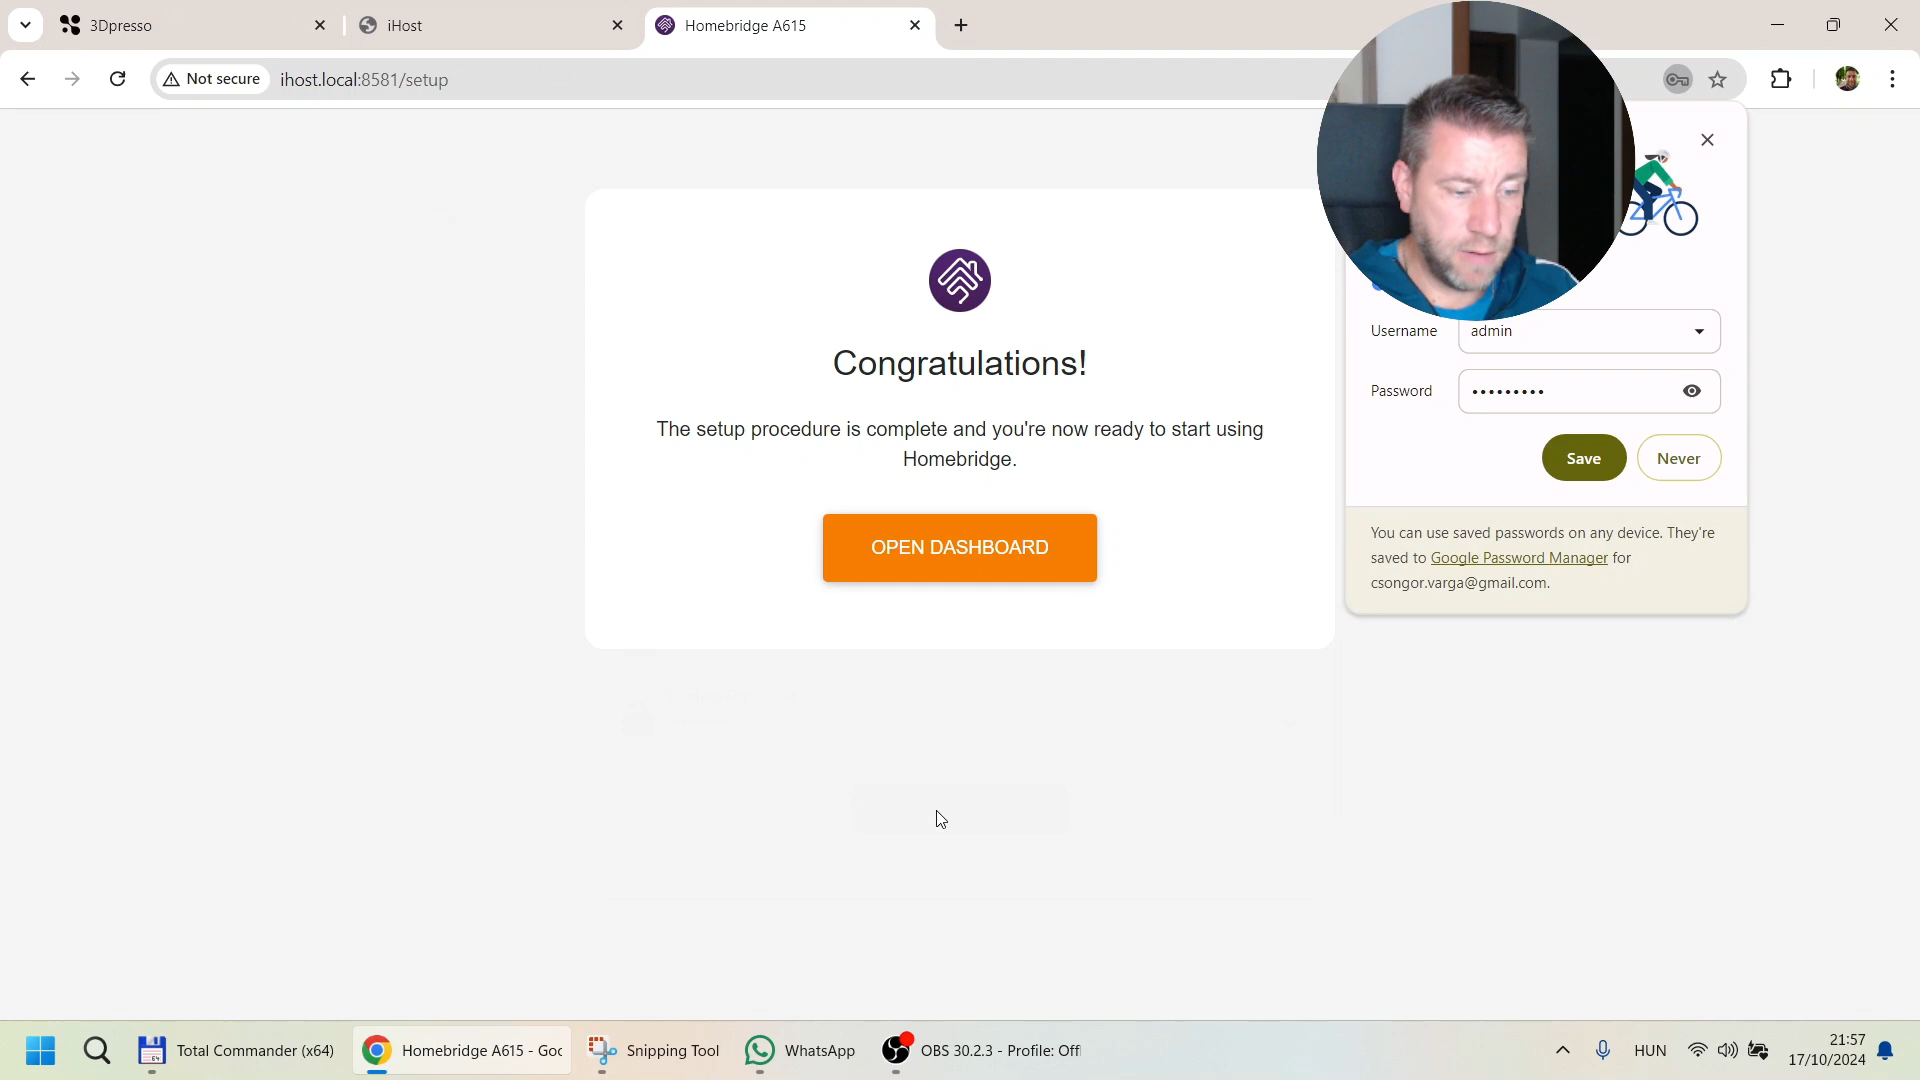 3Dpresso
iHost
Homebridge A615
Not secure
ihost.local:8581/setup
Congratulations!
The setup procedure is complete and you're now ready to start using
Homebridge.
OPEN DASHBOARD
Username
admin
Password
•••••••••
Save
Never
You can use saved passwords on any device. They're
saved to Google Password Manager for
csongor.varga@gmail.com.
64
Total Commander (x64)
Homebridge A615 - Goo
Snipping Tool
WhatsApp
OBS 30.2.3 - Profile: Offi
HUN
21:57
17/10/2024